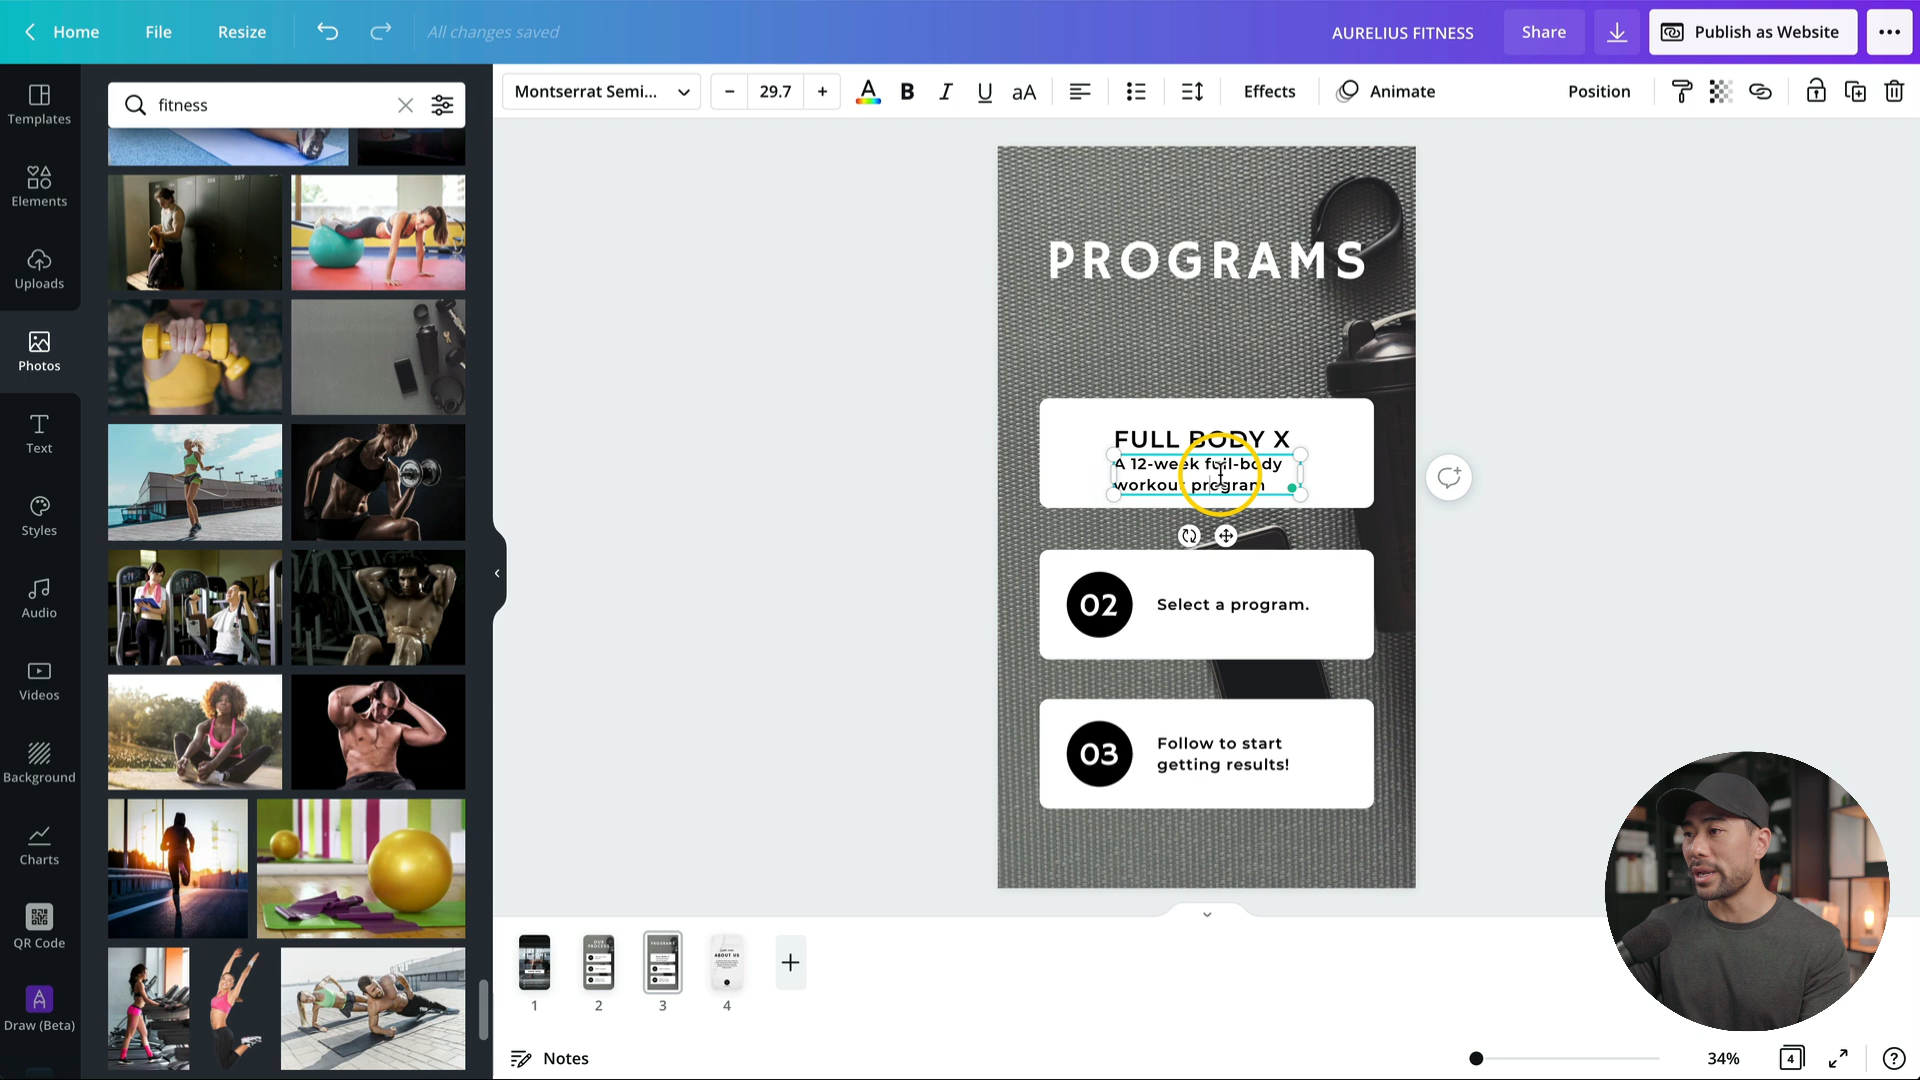 Home
File
Resize
All changes saved
AURELIUS FITNESS
Share
Publish as Website
Templates
Elements
Uploads
Photos
Text
Styles
Audio
Videos
Background
Charts
QR Code
Draw (Beta)
fitness
Montserrat Semi...
29.7
A
B
I
U
aA
Effects
Animate
Position
PROGRAMS
FULL BODY X
A 12-week full-body
workout program
02
Select a program.
03
Follow to start
getting results!
1
2
3
4
Notes
34%
4